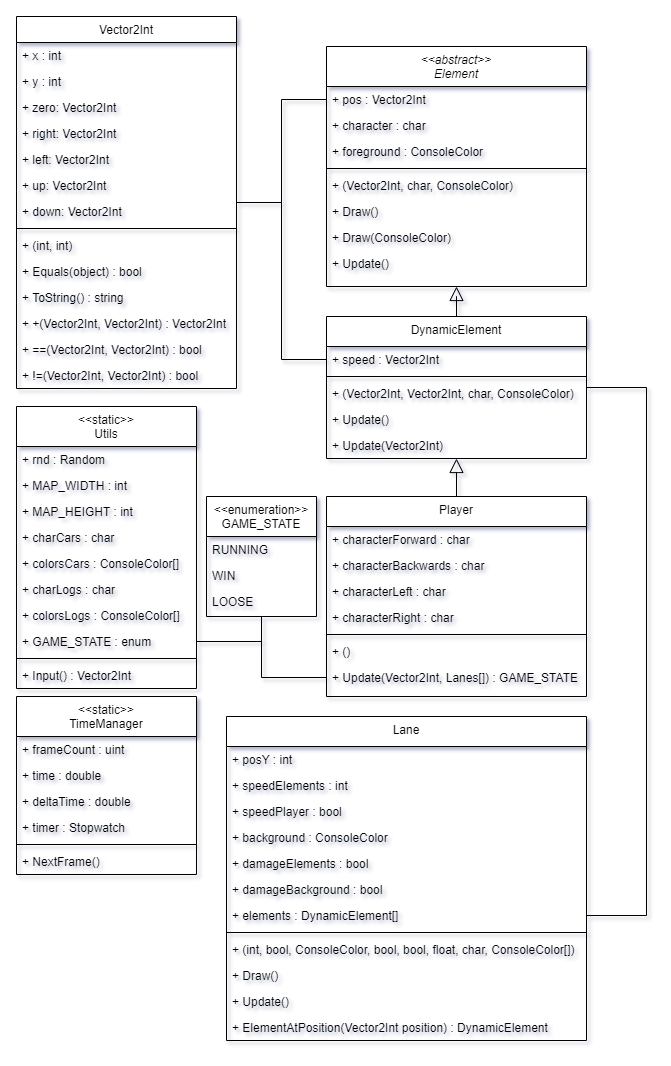 Vector2Int
+ x : int
+ y : int
+ zero: Vector2Int
+ right: Vector2Int
+ left: Vector2Int
+ up: Vector2Int
+ down: Vector2Int
+ (int, int)
+ Equals(object) : bool
+ ToString() : string
+ +(Vector2Int, Vector2Int) : Vector2Int
+ ==(Vector2Int, Vector2Int) : bool
+ !=(Vector2Int, Vector2Int) : bool
<<abstract>>
Element
+ pos : Vector2Int
+ character : char
+ foreground : ConsoleColor
+ (Vector2Int, char, ConsoleColor)
+ Draw()
+ Draw(ConsoleColor)
+ Update()
DynamicElement
+ speed : Vector2Int
+ (Vector2Int, Vector2Int, char, ConsoleColor)
+ Update()
+ Update(Vector2Int)
<<static>>
Utils
+ rnd : Random
+ MAP_WIDTH : int
+ MAP_HEIGHT : int
+ charCars : char
+ colorsCars : ConsoleColor[]
+ charLogs : char
+ colorsLogs : ConsoleColor[]
+ GAME_STATE : enum
+ Input() : Vector2Int
<<enumeration>>
GAME_STATE
RUNNING
WIN
LOOSE
Player
+ characterForward : char
+ characterBackwards : char
+ characterLeft : char
+ characterRight : char
+ ()
+ Update(Vector2Int, Lanes[]) : GAME_STATE
<<static>>
TimeManager
+ frameCount : uint
+ time : double
+ deltaTime : double
+ timer : Stopwatch
+ NextFrame()
Lane
+ posY : int
+ speedElements : int
+ speedPlayer : bool
+ background : ConsoleColor
+ damageElements : bool
+ damageBackground : bool
+ elements : DynamicElement[]
+ (int, bool, ConsoleColor, bool, bool, float, char, ConsoleColor[])
+ Draw()
+ Update()
+ ElementAtPosition(Vector2Int position) : DynamicElement